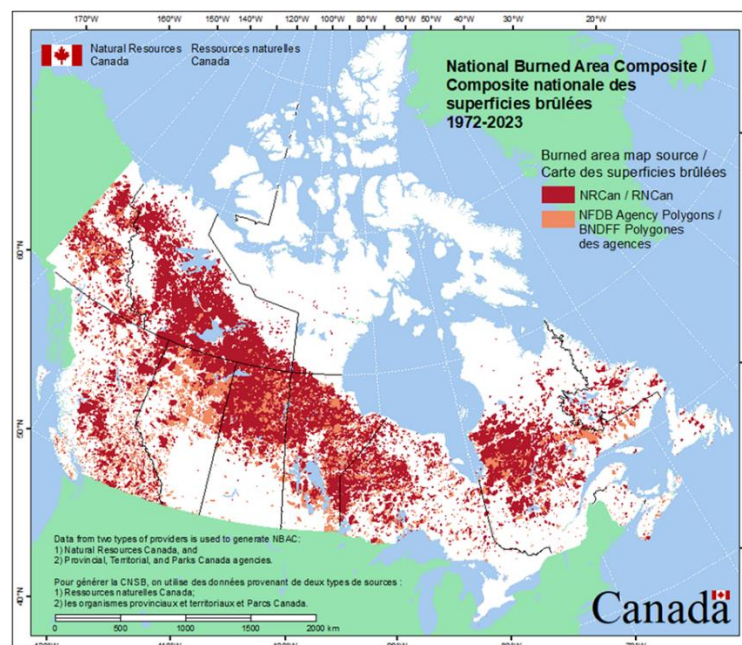 170°W 160°W 150°W 140°W 130°W 120°W 110°W 100°W 90°W 80°W 70°W 60°W 50°W 40°W 30°W 20°W
Natural Resources Ressources naturelles
Canada Canada
National Burned Area Composite /
Composite nationale des
superficies brûlées
1972-2023
Burned area map source /
Carte des superficies brûlées
NRCan / RNCan
NFDB Agency Polygons /
BNDFF Polygones
des agences
60°N
50°N
40°N
Data from two types of providers is used to generate NBAC:
1) Natural Resources Canada, and
2) Provincial, Territorial, and Parks Canada agencies.
Pour générer la CNSB, on utilise des données provenant de deux types de sources :
1) Ressources naturelles Canada;
2) les organismes provinciaux et territoriaux et Parcs Canada.
0 500 1000 1500 2000 km
Canada